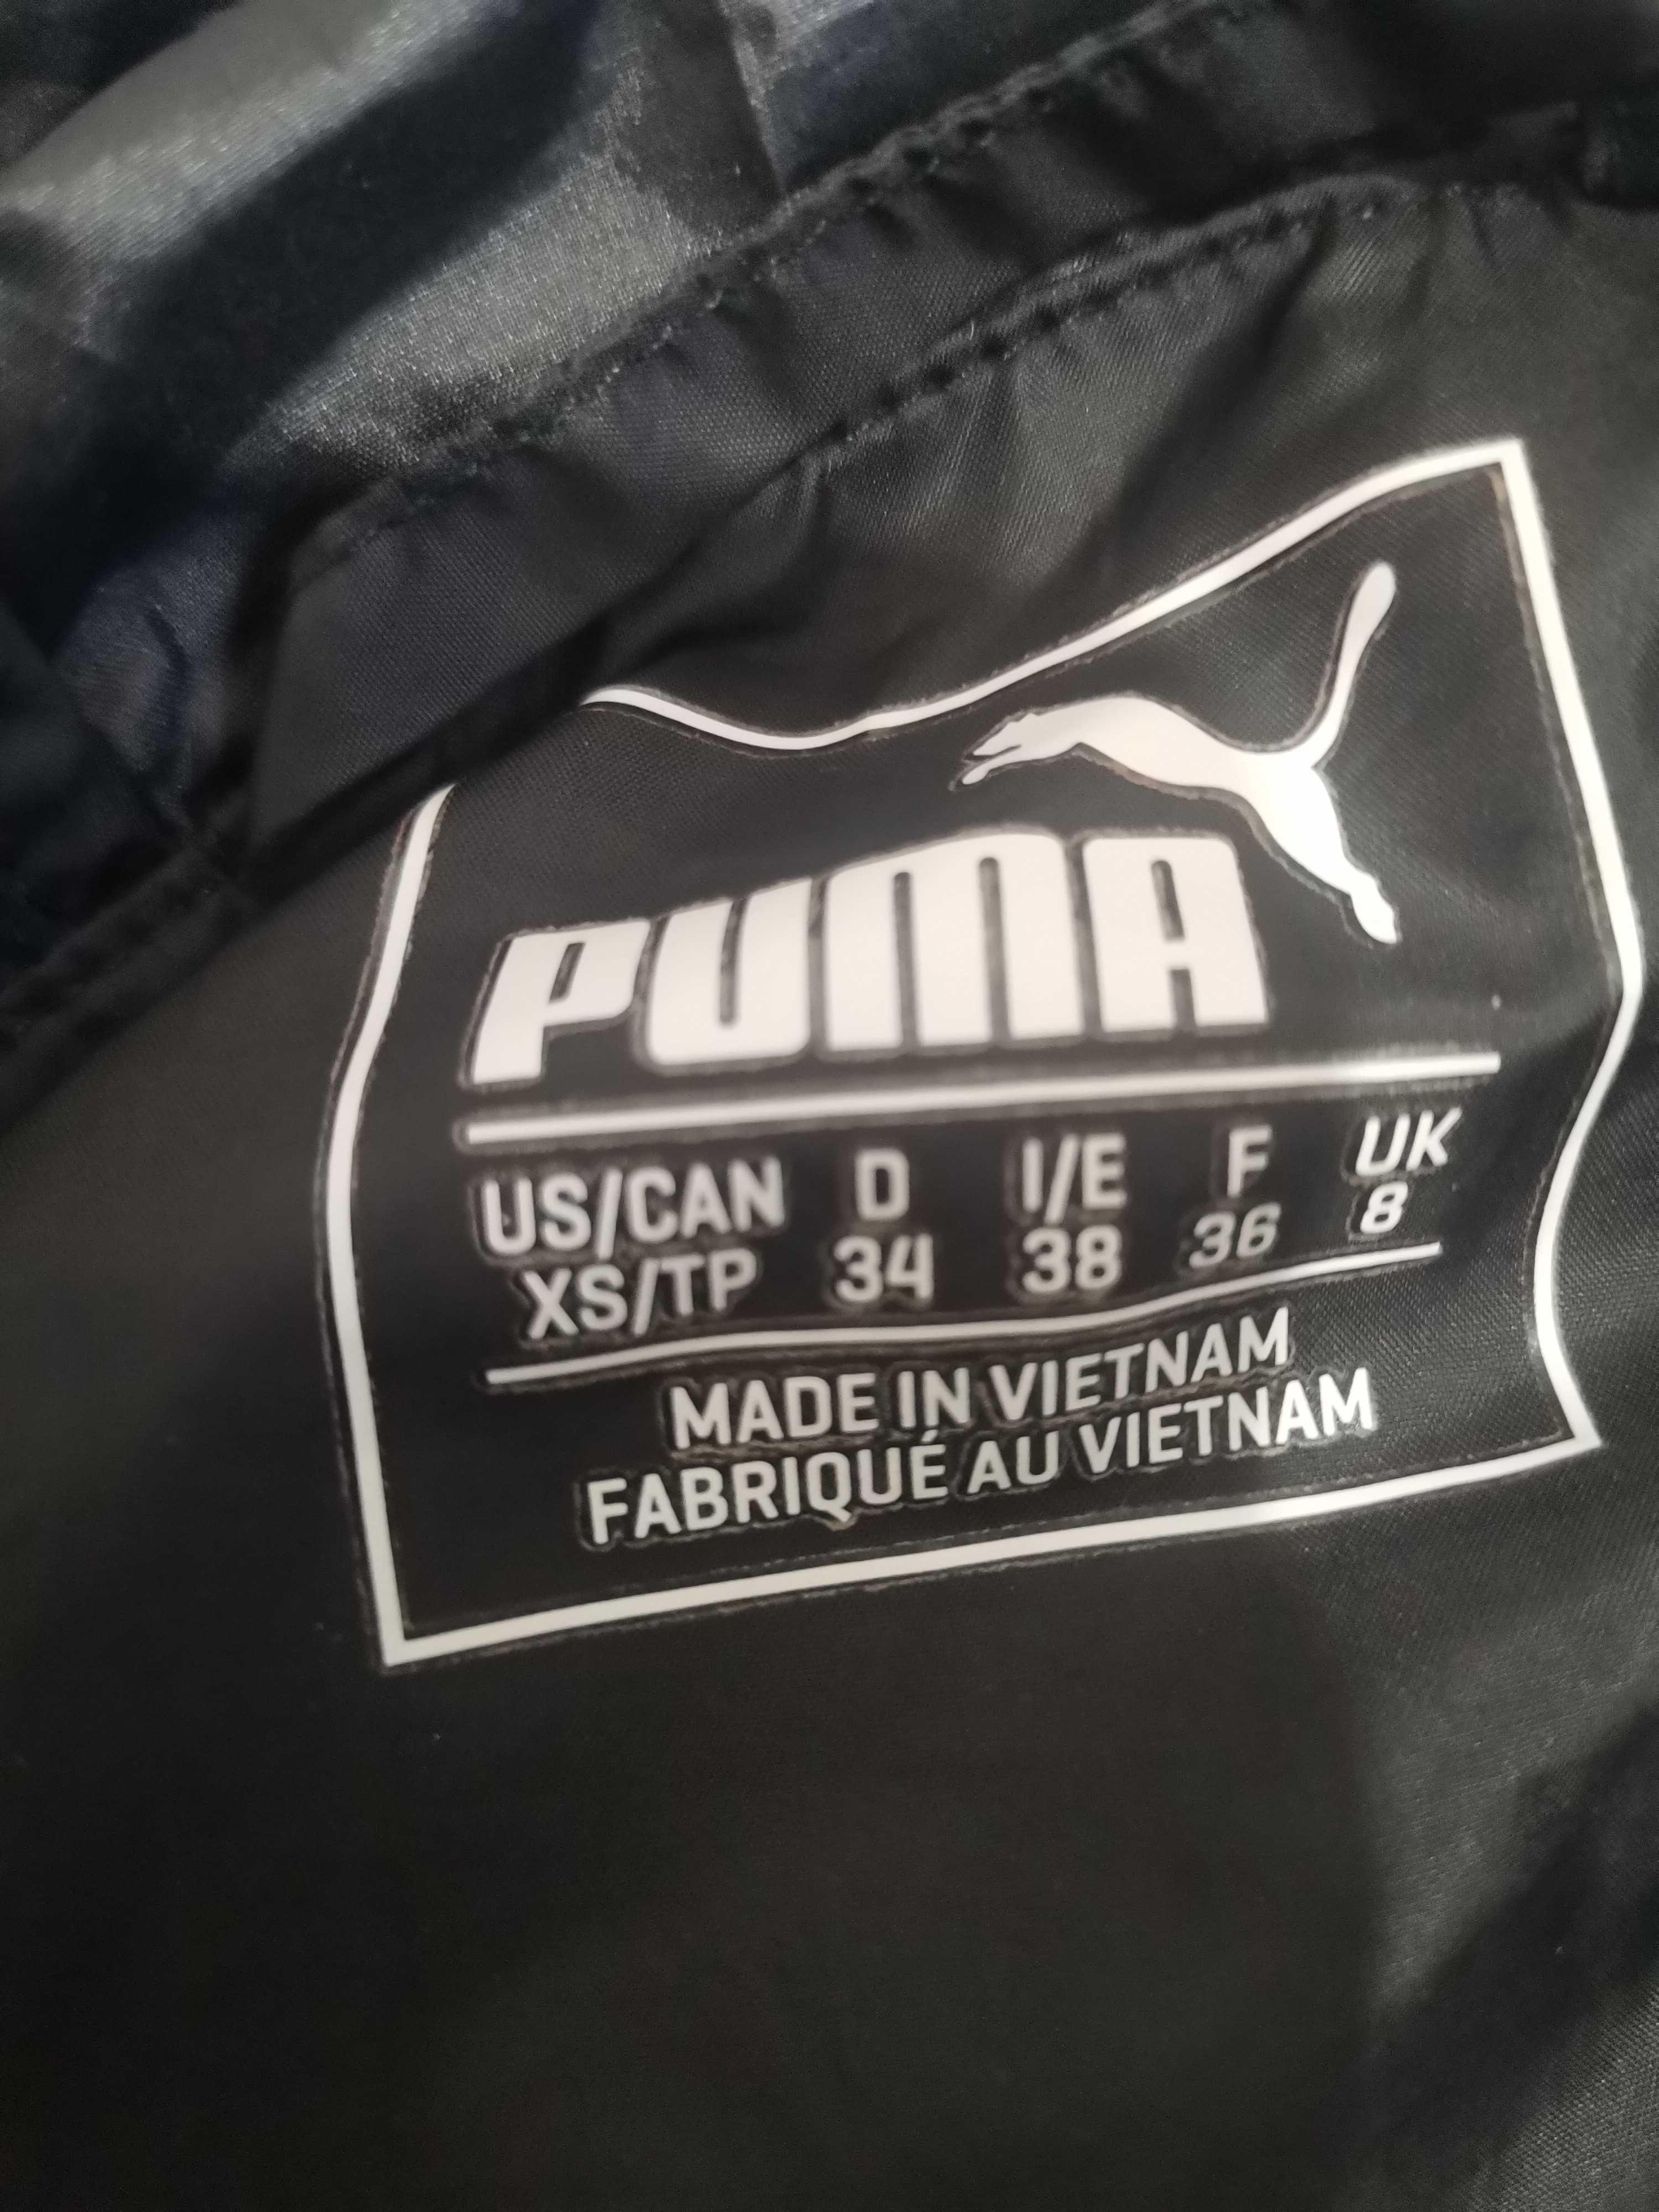 PUMA
US/CAN D I/E F UK
XS/TP 34 38 36 8
MADE IN VIETNAM
FABRIQUÉ AU VIETNAM